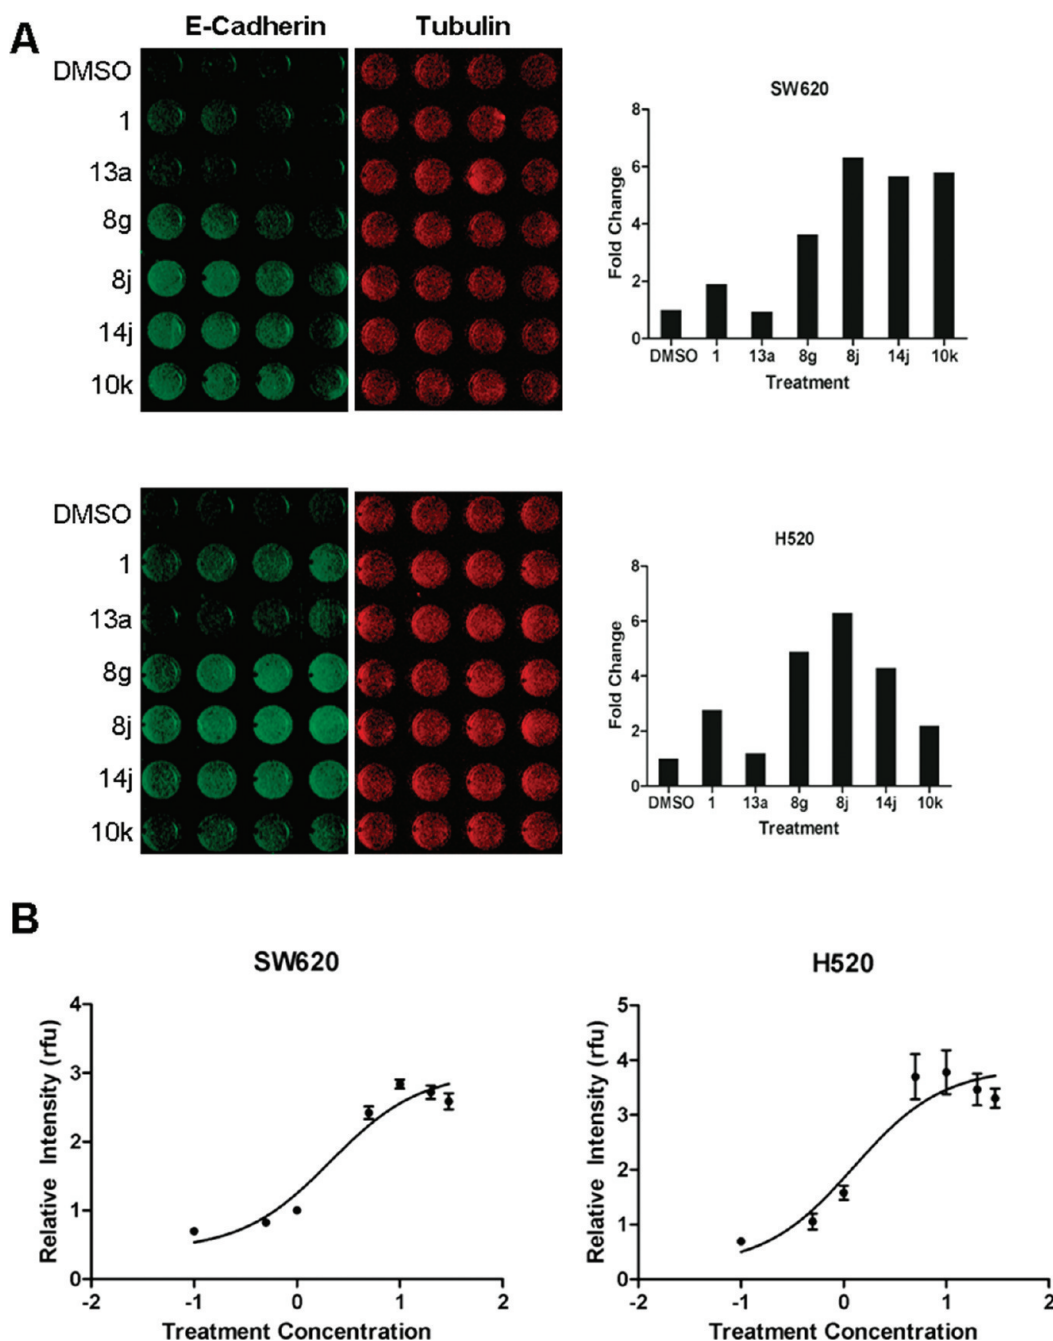 A
E-Cadherin Tubulin
DMSO
1
13a
8g
8j
14j
10k
SW620
Fold Change
8
6
4
2
0
DMSO 1 13a 8g 8j 14j 10k
Treatment
DMSO
1
13a
8g
8j
14j
10k
H520
Fold Change
8
6
4
2
0
DMSO 1 13a 8g 8j 14j 10k
Treatment
B
SW620
Relative Intensity (rfu)
4
3
2
1
0
-2 -1 0 1 2
Treatment Concentration
H520
Relative Intensity (rfu)
5
4
3
2
1
0
-2 -1 0 1 2
Treatment Concentration